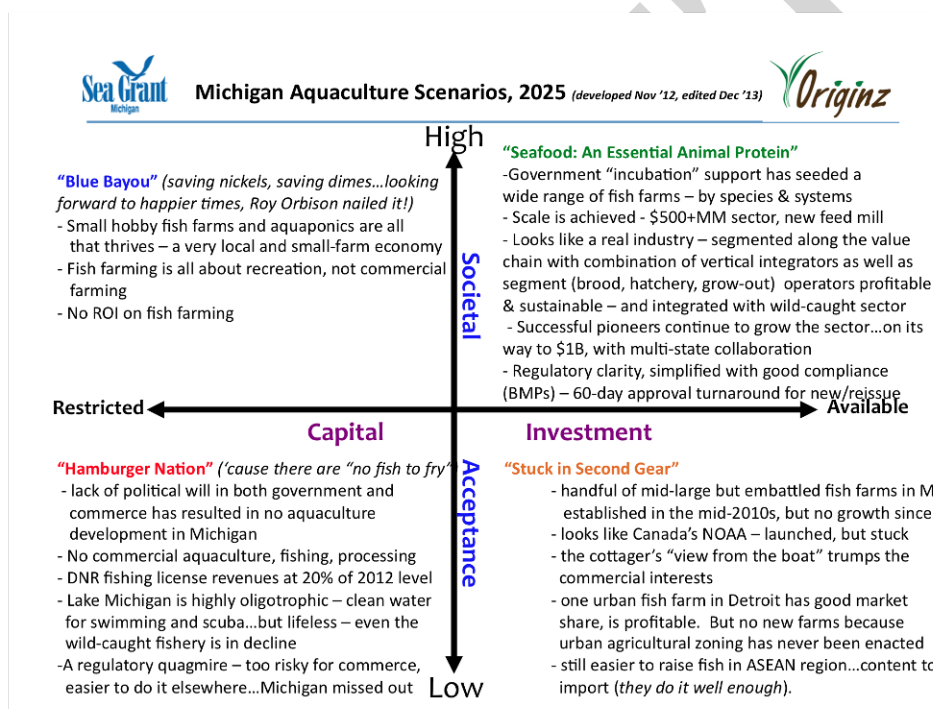 Sea Grant
Michigan
Michigan Aquaculture Scenarios, 2025 (developed Nov '12, edited Dec '13)
Originz
High
"Blue Bayou" (saving nickels, saving dimes…looking
forward to happier times, Roy Orbison nailed it!)
- Small hobby fish farms and aquaponics are all
that thrives – a very local and small-farm economy
- Fish farming is all about recreation, not commercial
farming
- No ROI on fish farming
"Seafood: An Essential Animal Protein"
-Government "incubation" support has seeded a
wide range of fish farms – by species & systems
- Scale is achieved - $500+MM sector, new feed mill
- Looks like a real industry – segmented along the value
chain with combination of vertical integrators as well as
segment (brood, hatchery, grow-out) operators profitable
& sustainable – and integrated with wild-caught sector
- Successful pioneers continue to grow the sector…on its
way to $1B, with multi-state collaboration
- Regulatory clarity, simplified with good compliance
(BMPs) – 60-day approval turnaround for new/reissue
Societal
Restricted
Available
Capital
Investment
"Hamburger Nation" ('cause there are "no fish to fry"
- lack of political will in both government and
commerce has resulted in no aquaculture
development in Michigan
- No commercial aquaculture, fishing, processing
- DNR fishing license revenues at 20% of 2012 level
- Lake Michigan is highly oligotrophic – clean water
for swimming and scuba…but lifeless – even the
wild-caught fishery is in decline
-A regulatory quagmire – too risky for commerce,
easier to do it elsewhere…Michigan missed out
Acceptance
"Stuck in Second Gear"
- handful of mid-large but embattled fish farms in M
established in the mid-2010s, but no growth since
- looks like Canada's NOAA – launched, but stuck
- the cottager's "view from the boat" trumps the
commercial interests
- one urban fish farm in Detroit has good market
share, is profitable. But no new farms because
urban agricultural zoning has never been enacted
- still easier to raise fish in ASEAN region…content to
import (they do it well enough).
Low